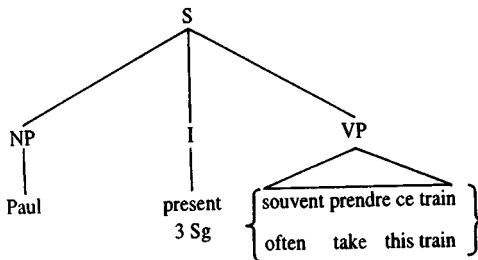 S
NP I VP
Paul present souvent prendre ce train
3 Sg often take this train